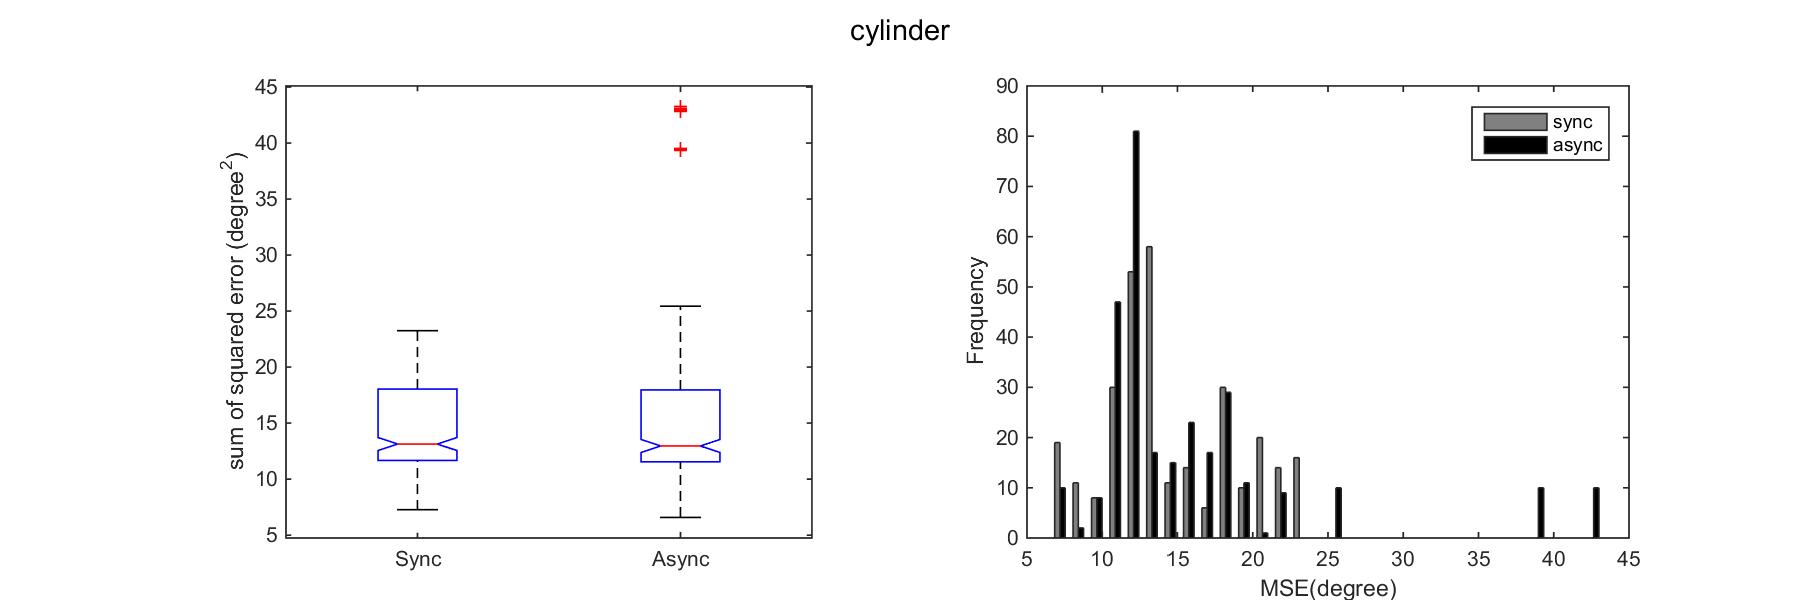 cylinder
sum of squared error (degree2)
45
40
35
30
25
20
15
10
5
Sync
Async
Frequency
90
80
70
60
50
40
30
20
10
0
5 10 15 20 25 30 35 40 45
MSE(degree)
sync
async